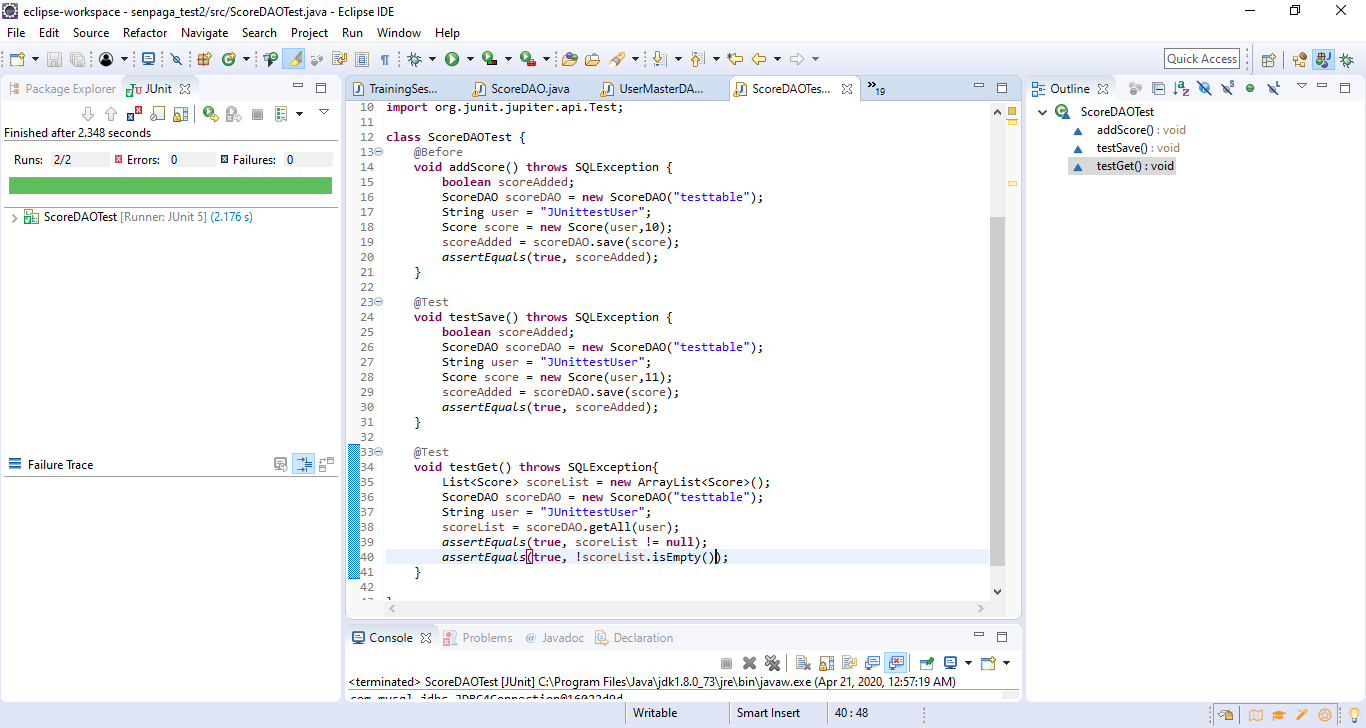 eclipse-workspace - senpaga_test2/src/ScoreDAOTest.java - Eclipse IDE
File Edit Source Refactor Navigate Search Project Run Window Help
Quick Access
Package Explorer JUnit
Finished after 2.348 seconds
Runs: 2/2 Errors: 0 Failures: 0
ScoreDAOTest [Runner: JUnit 5] (2.176 s)
Failure Trace
TrainingSes... ScoreDAO.java UserMasterDA... ScoreDAOTes... »19
10 import org.junit.jupiter.api.Test;
11
12 class ScoreDAOTest {
13 @Before
14 void addScore() throws SQLException {
15 boolean scoreAdded;
16 ScoreDAO scoreDAO = new ScoreDAO("testtable");
17 String user = "JUnittestUser";
18 Score score = new Score(user,10);
19 scoreAdded = scoreDAO.save(score);
20 assertEquals(true, scoreAdded);
21 }
22
23 @Test
24 void testSave() throws SQLException {
25 boolean scoreAdded;
26 ScoreDAO scoreDAO = new ScoreDAO("testtable");
27 String user = "JUnittestUser";
28 Score score = new Score(user,11);
29 scoreAdded = scoreDAO.save(score);
30 assertEquals(true, scoreAdded);
31 }
32
33 @Test
34 void testGet() throws SQLException{
35 List<Score> scoreList = new ArrayList<Score>();
36 ScoreDAO scoreDAO = new ScoreDAO("testtable");
37 String user = "JUnittestUser";
38 scoreList = scoreDAO.getAll(user);
39 assertEquals(true, scoreList != null);
40 assertEquals(true, !scoreList.isEmpty());
41 }
42
Outline
ScoreDAOTest
addScore() : void
testSave() : void
testGet() : void
Console Problems @ Javadoc Declaration
<terminated> ScoreDAOTest [JUnit] C:\Program Files\Java\jdk1.8.0_73\jre\bin\javaw.exe (Apr 21, 2020, 12:57:19 AM)
Writable Smart Insert 40 : 48